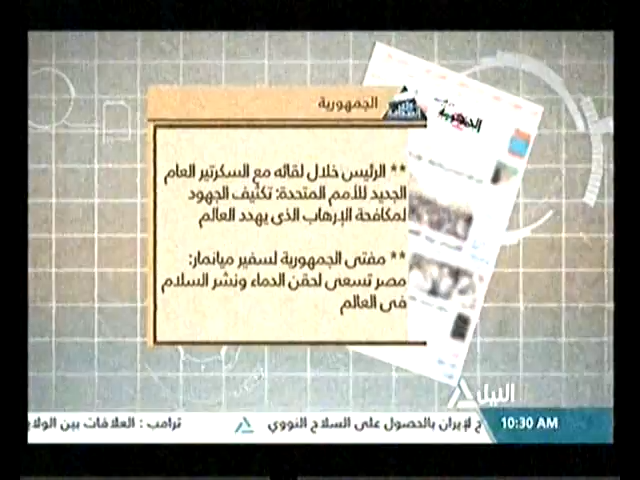 الجمهورية
الجمهورية
** الرئيس خلال لقائه مع السكرتير العام
الجديد للأمم المتحدة: تكثيف الجهود
لمكافحة الإرهاب الذى يهدد العالم
** مفتى الجمهورية لسفير ميانمار:
مصر تسعى لحقن الدماء ونشر السلام
فى العالم
النيل
10:30 AM
ح لإيران بالحصول على السلاح النووي
ترامب : العلاقات بين الولاي